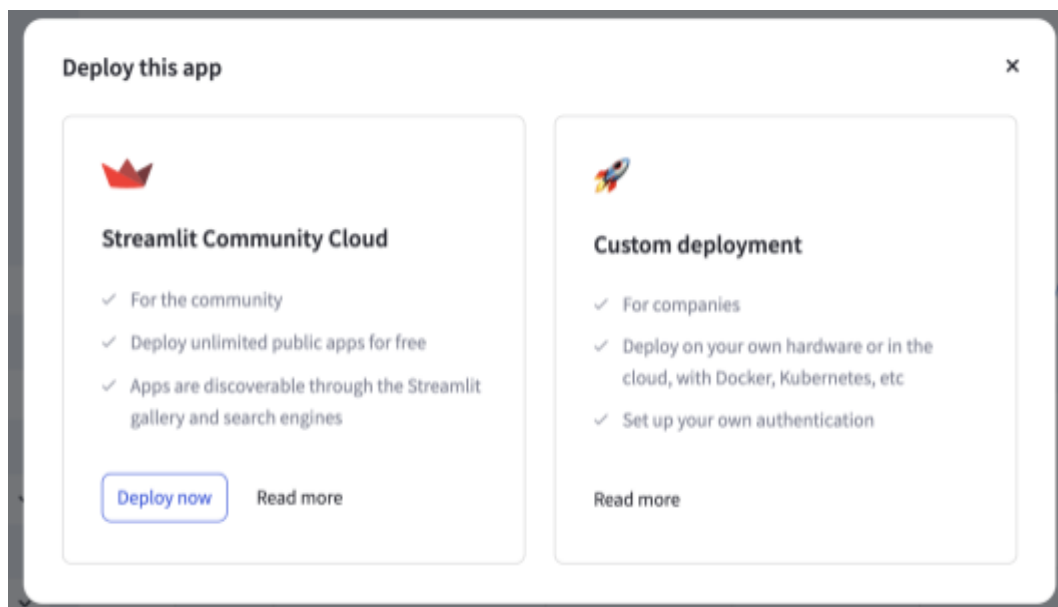 Deploy this app
Streamlit Community Cloud
For the community
Deploy unlimited public apps for free
Apps are discoverable through the Streamlit
gallery and search engines
Deploy now
Read more
Custom deployment
For companies
Deploy on your own hardware or in the
cloud, with Docker, Kubernetes, etc
Set up your own authentication
Read more